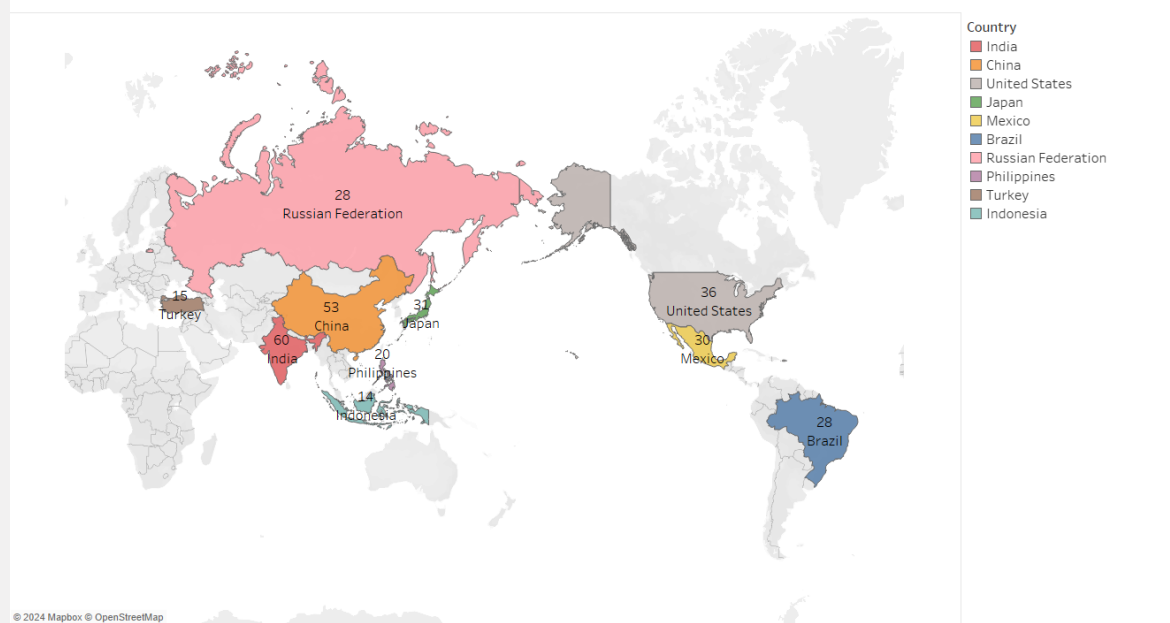 28
Russian Federation
15
Turkey
53
China
31
Japan
60
India
20
Philippines
14
Indonesia
36
United States
30
Mexico
28
Brazil
Country
India
China
United States
Japan
Mexico
Brazil
Russian Federation
Philippines
Turkey
Indonesia
© 2024 Mapbox © OpenStreetMap